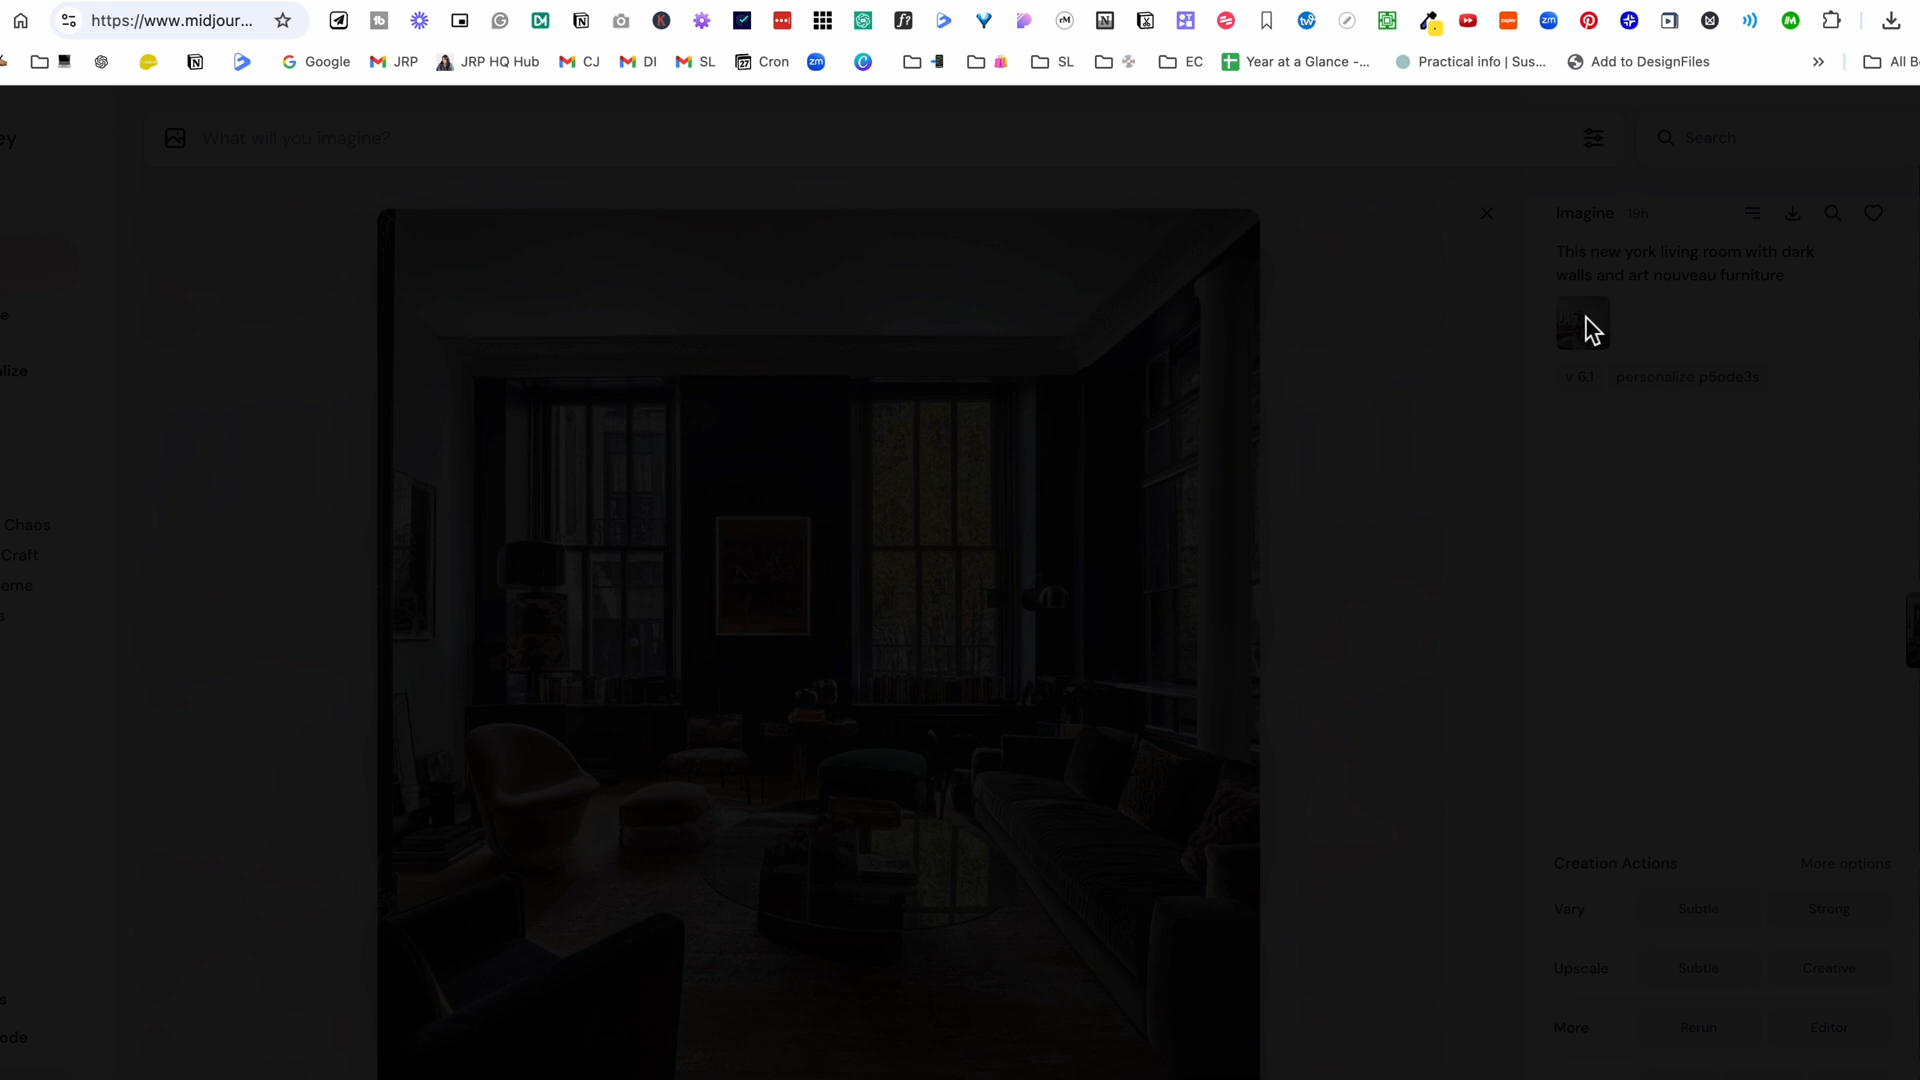 https://www.midjour...
Google
JRP
JRP HQ Hub
CJ
DI
SL
Cron
SL
EC
Year at a Glance -...
Practical info | Sus...
Add to DesignFiles
»
All B
ey
What will you imagine?
Search
Imagine 19h
This new york living room with dark
walls and art nouveau furniture
v 6.1 personalize p5ode3s
e
alize
Chaos
Craft
eme
s
s
ode
Creation Actions More options
Vary Subtle Strong
Upscale Subtle Creative
More Rerun Editor